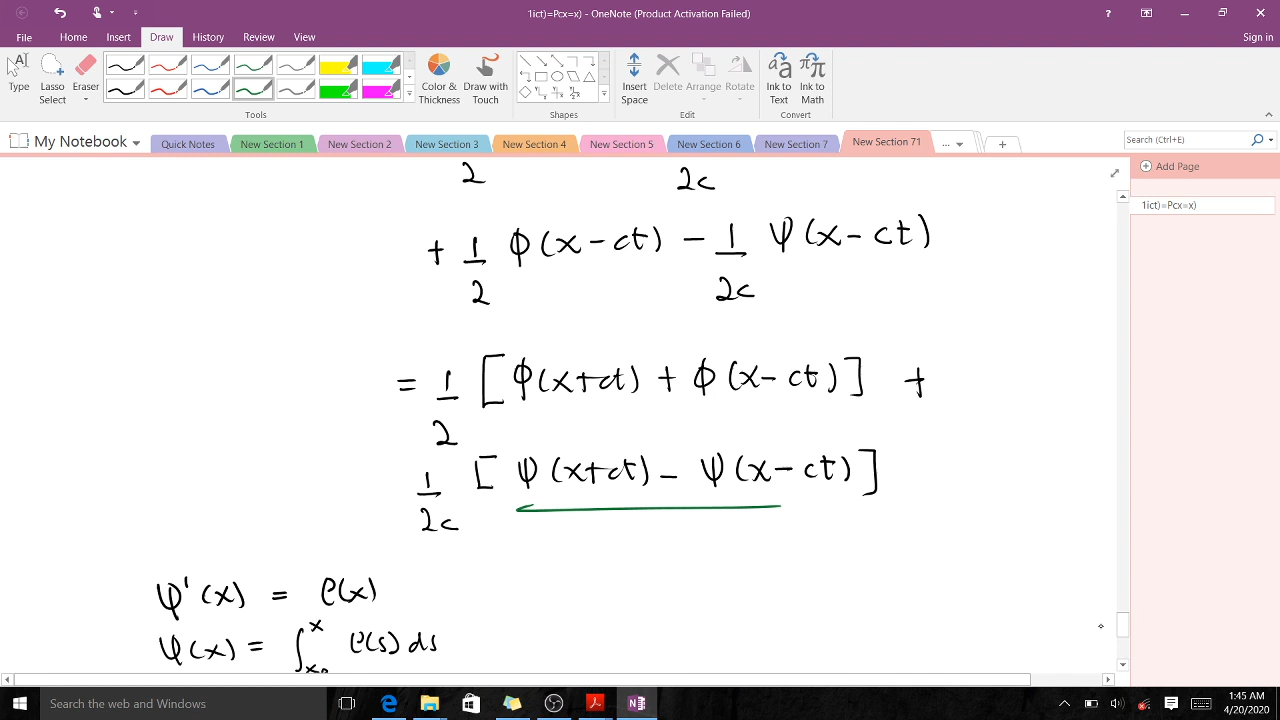 1ict)=Pcx=x) - OneNote (Product Activation Failed)
File Home Insert Draw History Review View
Sign in
Type
Lasso Select
Eraser
Color & Thickness
Draw with Touch
Insert Space
Delete
Arrange
Rotate
Ink to Text
Ink to Math
Tools
Shapes
Edit
Convert
My Notebook
Quick Notes
New Section 1
New Section 2
New Section 3
New Section 4
New Section 5
New Section 6
New Section 7
New Section 71
...
Search (Ctrl+E)
Add Page
1ict)=Pcx=x)
2 2c
+ 1/2 φ(x-ct) - 1/2c ψ(x-ct)
= 1/2 [φ(x+ct) + φ(x-ct)] +
1/2c [ψ(x+ct) - ψ(x-ct)]
ψ'(x) = ρ(x)
ψ(x) = ∫_x₀^x ρ(s) ds
Search the web and Windows
1:45 AM
4/20/2020